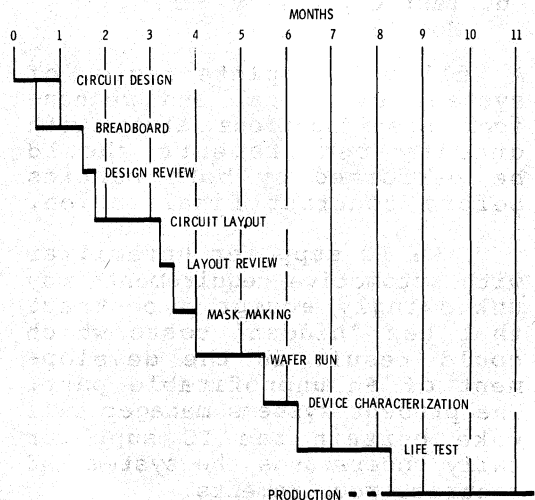 MONTHS
0 1 2 3 4 5 6 7 8 9 10 11
CIRCUIT DESIGN
BREADBOARD
DESIGN REVIEW
CIRCUIT LAYOUT
LAYOUT REVIEW
MASK MAKING
WAFER RUN
DEVICE CHARACTERIZATION
LIFE TEST
PRODUCTION